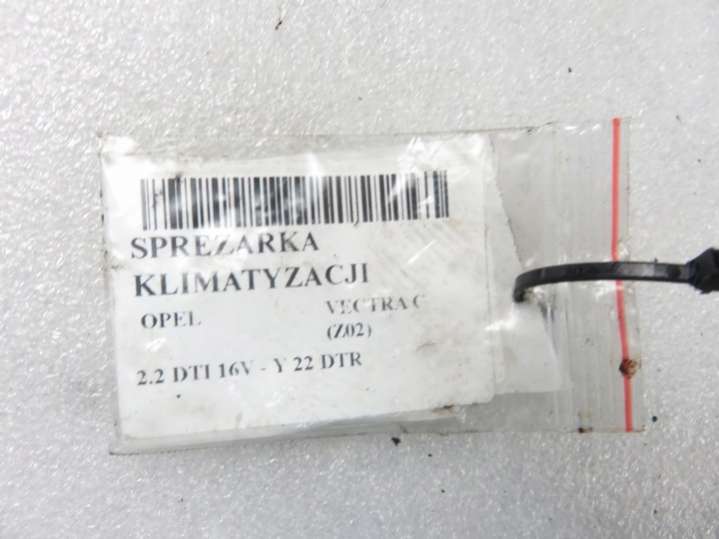 SPREZARKA
KLIMATYZACJI
OPEL VECTRA C
(Z02)
2.2 DTI 16V - Y 22 DTR